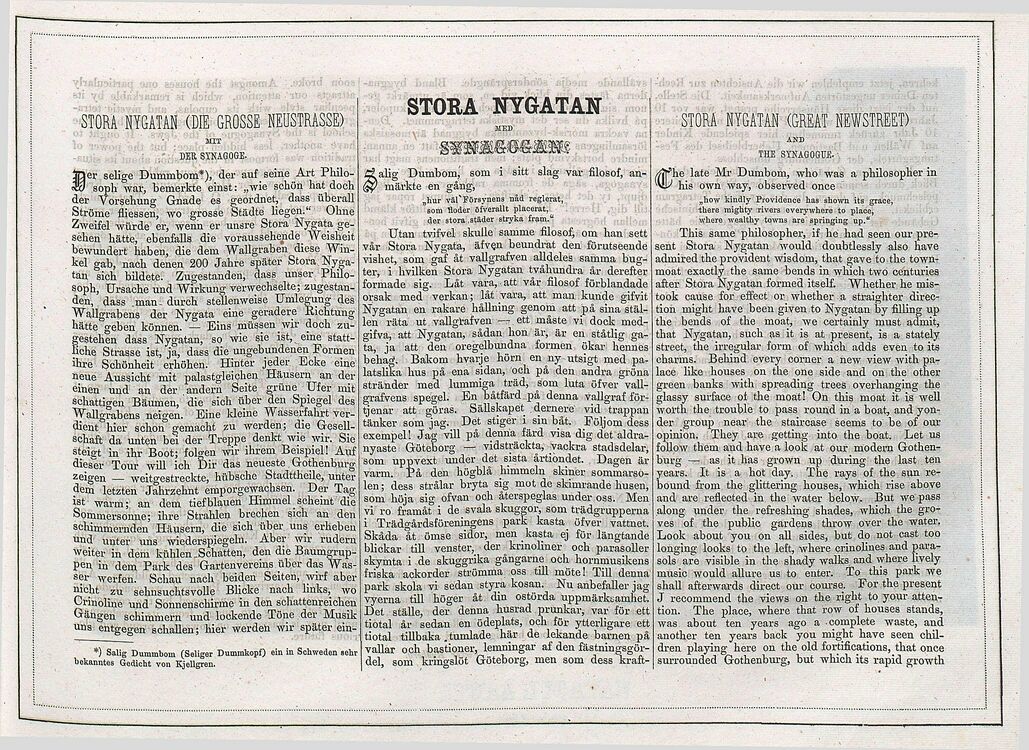 STORA NYGATAN (DIE GROSSE NEUSTRASSE)
MIT
DER SYNAGOGE.
Der selige Dummbom*), der auf seine Art Philo-
soph war, bemerkte einst: „wie schön hat doch
der Vorsehung Gnade es geordnet, dass überall
Ströme fliessen, wo grosse Städte liegen." Ohne
Zweifel würde er, wenn er unsre Stora Nygata ge-
sehen hätte, ebenfalls die voraussehende Weisheit
bewundert haben, die dem Wallgraben diese Win-
kel gab, nach denen 200 Jahre später Stora Nyga-
tan sich bildete. Zugestanden, dass unser Philo-
soph, Ursache und Wirkung verwechselte; zugestan-
den, dass man durch stellenweise Umlegung des
Wallgrabens der Nygata eine geradere Richtung
hätte geben können. — Eins müssen wir doch zu-
gestehen dass Nygatan, so wie sie ist, eine statt-
liche Strasse ist, ja, dass die ungebundenen Formen
ihre Schönheit erhöhen. Hinter jeder Ecke eine
neue Aussicht mit palastgleichen Häusern an der
einen und an der andern Seite grüne Ufer mit
schattigen Bäumen, die sich über den Spiegel des
Wallgrabens neigen. Eine kleine Wasserfahrt ver-
dient hier schon gemacht zu werden; die Gesell-
schaft da unten bei der Treppe denkt wie wir. Sie
steigt in ihr Boot; folgen wir ihrem Beispiel! Auf
dieser Tour will ich Dir das neueste Gothenburg
zeigen — weitgestreckte, hübsche Stadttheile, unter
dem letzten Jahrzehnt emporgewachsen. Der Tag
ist warm; an dem tiefblauen Himmel scheint die
Sommersonne; ihre Strahlen brechen sich an den
schimmernden Häusern, die sich über uns erheben
und unter uns wiederspiegeln. Aber wir rudern
weiter in dem kühlen Schatten, den die Baumgrup-
pen in dem Park des Gartenvereins über das Was-
ser werfen. Schau nach beiden Seiten, wirf aber
nicht zu sehnsuchtsvolle Blicke nach links, wo
Crinoline und Sonnenschirme in den schattenreichen
Gängen schimmern und lockende Töne der Musik
uns entgegen schallen; hier werden wir später ein-
*) Salig Dummbom (Seliger Dummkopf) ein in Schweden sehr
bekanntes Gedicht von Kjellgren.
STORA NYGATAN
MED
SYNAGOGAN.
Salig Dumbom, som i sitt slag var filosof, an-
märkte en gång,
„hur väl Försynens nåd reglerat,
som floder öfverallt placerat,
der stora städer stryka fram."
Utan tvifvel skulle samme filosof, om han sett
vår Stora Nygata, äfven beundrat den förutseende
vishet, som gaf åt vallgrafven alldeles samma bug-
ter, i hvilken Stora Nygatan tvåhundra år derefter
formade sig. Låt vara, att vår filosof förblandade
orsak med verkan; låt vara, att man kunde gifvit
Nygatan en rakare hållning genom att på sina stäl-
len räta ut vallgrafven — ett måste vi dock med-
gifva, att Nygatan, sådan hon är, är en ståtlig ga-
ta, ja att den oregelbundna formen ökar hennes
behag. Bakom hvarje hörn en ny utsigt med pa-
latslika hus på ena sidan, och på den andra gröna
stränder med lummiga träd, som luta öfver vall-
grafvens spegel. En båtfärd på denna vallgraf för-
tjenar att göras. Sällskapet dernere vid trappan
tänker som jag. Det stiger i sin båt. Följom dess
exempel! Jag vill på denna färd visa dig det aldra-
nyaste Göteborg — vidsträckta, vackra stadsdelar,
som uppvext under det sista årtiondet. Dagen är
varm. På den högblå himmeln skiner sommarso-
len; dess strålar bryta sig mot de skimrande husen,
som höja sig ofvan och återspeglas under oss. Men
vi ro framåt i de svala skuggor, som trädgrupperna
i Trädgårdsföreningens park kasta öfver vattnet.
Skåda åt ömse sidor, men kasta ej för längtande
blickar till venster, der krinoliner och parasoller
skymta i de skuggrika gångarne och hornmusikens
friska ackorder strömma oss till möte! Till denna
park skola vi sedan styra kosan. Nu anbefaller jag
vyerna till höger åt din ostörda uppmärksamhet.
Det ställe, der denna husrad prunkar, var för ett
tiotal år sedan en ödeplats, och för ytterligare ett
tiotal tillbaka tumlade här de lekande barnen på
vallar och bastioner, lemningar af den fästningsgör-
del, som kringslöt Göteborg, men som dess kraft-
STORA NYGATAN (GREAT NEWSTREET)
AND
THE SYNAGOGUE.
The late Mr Dumbom, who was a philosopher in
his own way, observed once
„how kindly Providence has shown its grace,
there mighty rivers everywhere to place,
where wealthy towns are springing up."
This same philosopher, if he had seen our pre-
sent Stora Nygatan would doubtlessly also have
admired the provident wisdom, that gave to the town-
moat exactly the same bends in which two centuries
after Stora Nygatan formed itself. Whether he mis-
took cause for effect or whether a straighter direc-
tion might have been given to Nygatan by filling up
the bends of the moat, we certainly must admit,
that Nygatan, such as it is at present, is a stately
street, the irregular form of which adds even to its
charms. Behind every corner a new view with pa-
lace like houses on the one side and on the other
green banks with spreading trees overhanging the
glassy surface of the moat! On this moat it is well
worth the trouble to pass round in a boat, and yon-
der group near the staircase seems to be of our
opinion. They are getting into the boat. Let us
follow them and have a look at our modern Gothen-
burg — as it has grown up during the last ten
years. It is a hot day. The rays of the sun re-
bound from the glittering houses, which rise above
and are reflected in the water below. But we pass
along under the refreshing shades, which the gro-
ves of the public gardens throw over the water.
Look about you on all sides, but do not cast too
longing looks to the left, where crinolines and para-
sols are visible in the shady walks and where lively
music would allure us to enter. To this park we
shall afterwards direct our course. For the present
J recommend the views on the right to your atten-
tion. The place, where that row of houses stands,
was about ten years ago a complete waste, and
another ten years back you might have seen chil-
dren playing here on the old fortifications, that once
surrounded Gothenburg, but which its rapid growth